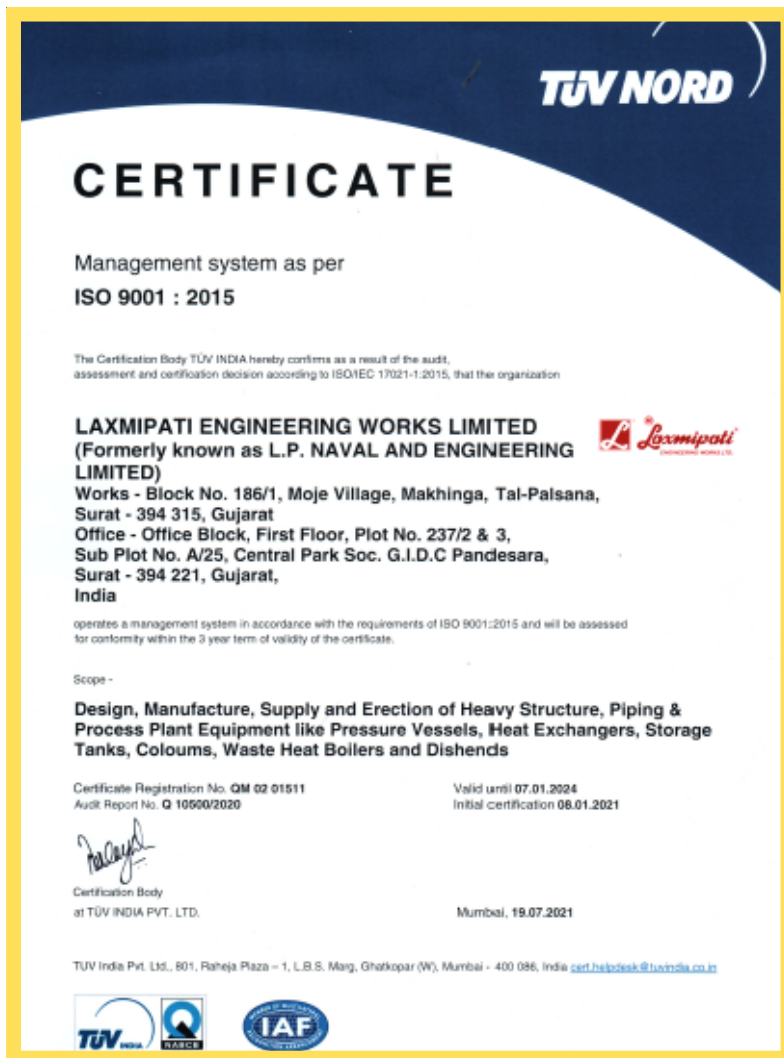 TÜV NORD
CERTIFICATE
Management system as per
ISO 9001 : 2015
The Certification Body TÜV INDIA hereby confirms as a result of the audit,
assessment and certification decision according to ISO/IEC 17021-1:2015, that the organization
LAXMIPATI ENGINEERING WORKS LIMITED
(Formerly known as L.P. NAVAL AND ENGINEERING
LIMITED)
L Laxmipati
ENGINEERING WORKS LTD.
Works - Block No. 186/1, Moje Village, Makhinga, Tal-Palsana,
Surat - 394 315, Gujarat
Office - Office Block, First Floor, Plot No. 237/2 & 3,
Sub Plot No. A/25, Central Park Soc. G.I.D.C Pandesara,
Surat - 394 221, Gujarat,
India
operates a management system in accordance with the requirements of ISO 9001:2015 and will be assessed
for conformity within the 3 year term of validity of the certificate.
Scope -
Design, Manufacture, Supply and Erection of Heavy Structure, Piping &
Process Plant Equipment like Pressure Vessels, Heat Exchangers, Storage
Tanks, Coloums, Waste Heat Boilers and Dishends
Certificate Registration No. QM 02 01511
Audit Report No. Q 10500/2020
Valid until 07.01.2024
Initial certification 08.01.2021
Certification Body
at TÜV INDIA PVT. LTD.
Mumbai, 19.07.2021
TUV India Pvt. Ltd., 801, Raheja Plaza – 1, L.B.S. Marg, Ghatkopar (W), Mumbai - 400 086, India cert.helpdesk@tuvindia.co.in
TÜV INDIA
NABCB
IAF